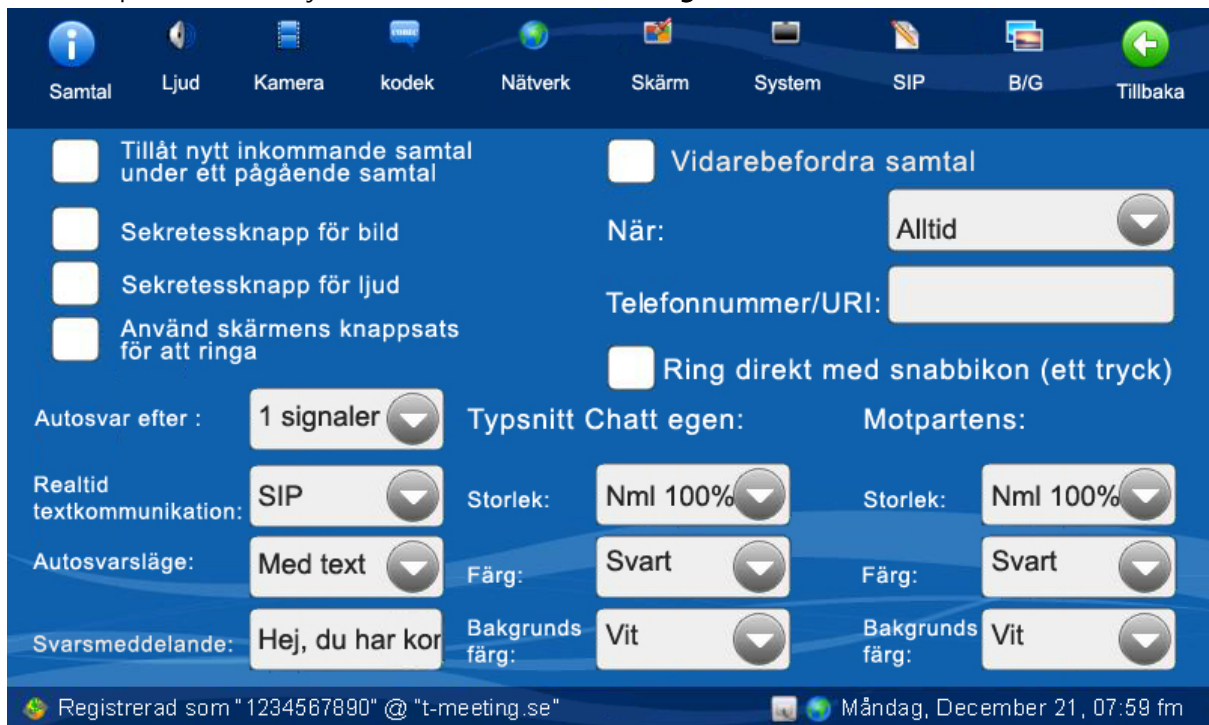 Samtal Ljud Kamera kodek Nätverk Skärm System SIP B/G Tillbaka
Tillåt nytt inkommande samtal
under ett pågående samtal
Sekretessknapp för bild
Sekretessknapp för ljud
Använd skärmens knappsats
för att ringa
Vidarebefordra samtal
När: Alltid
Telefonnummer/URI:
Ring direkt med snabbikon (ett tryck)
Autosvar efter : 1 signaler
Realtid
textkommunikation: SIP
Autosvarsläge: Med text
Svarsmeddelande: Hej, du har kor
Typsnitt Chatt egen:
Storlek: Nml 100%
Färg: Svart
Bakgrunds
färg: Vit
Motpartens:
Storlek: Nml 100%
Färg: Svart
Bakgrunds
färg: Vit
Registrerad som "1234567890" @ "t-meeting.se" Måndag, December 21, 07:59 fm